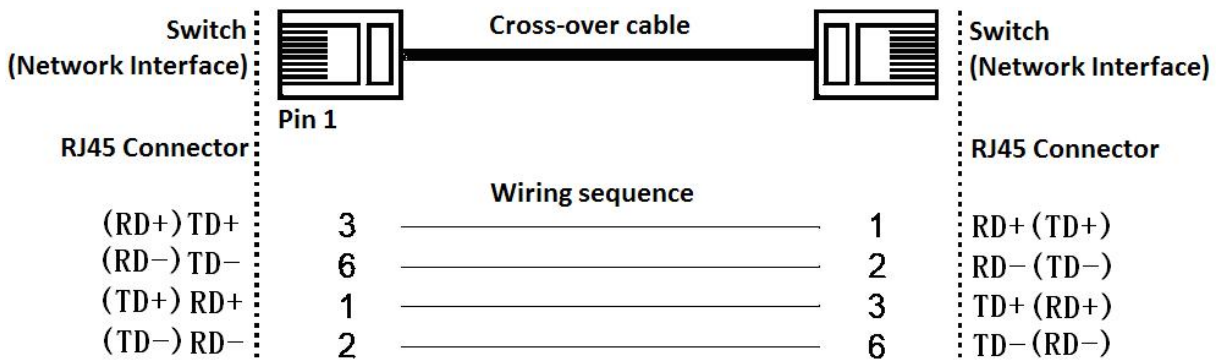 Switch
(Network Interface)
Cross-over cable
Switch
(Network Interface)
Pin 1
RJ45 Connector
RJ45 Connector
Wiring sequence
(RD+) TD+ 3 1 RD+ (TD+)
(RD−) TD− 6 2 RD− (TD−)
(TD+) RD+ 1 3 TD+ (RD+)
(TD−) RD− 2 6 TD− (RD−)